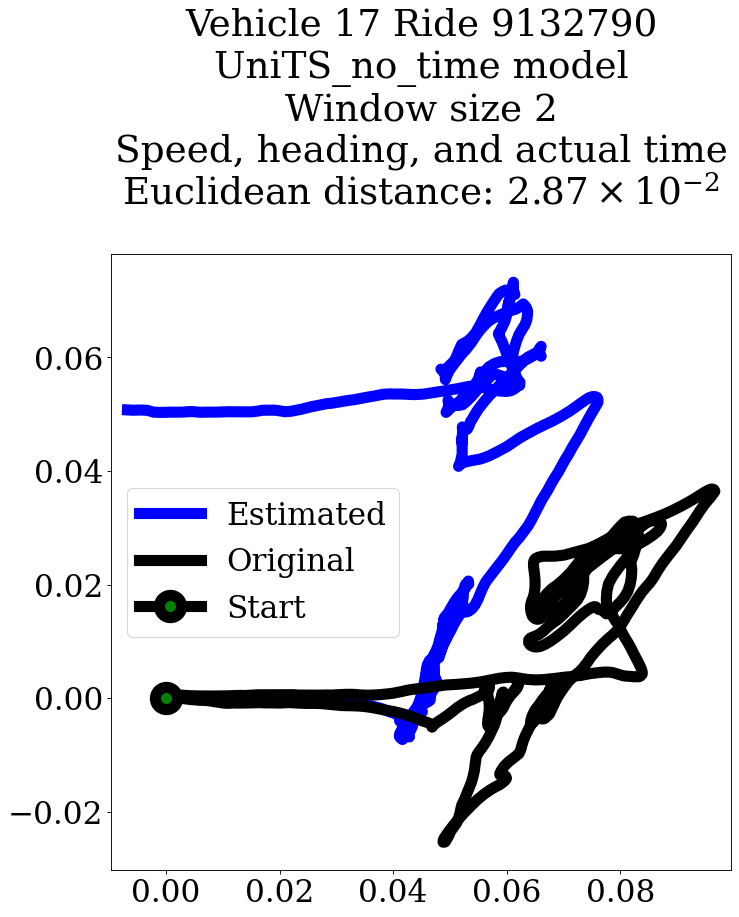 Vehicle 17 Ride 9132790
UniTS_no_time model
Window size 2
Speed, heading, and actual time
Euclidean distance: 2.87 × 10⁻²
0.06
0.04
0.02
0.00
−0.02
Estimated
Original
Start
0.00 0.02 0.04 0.06 0.08